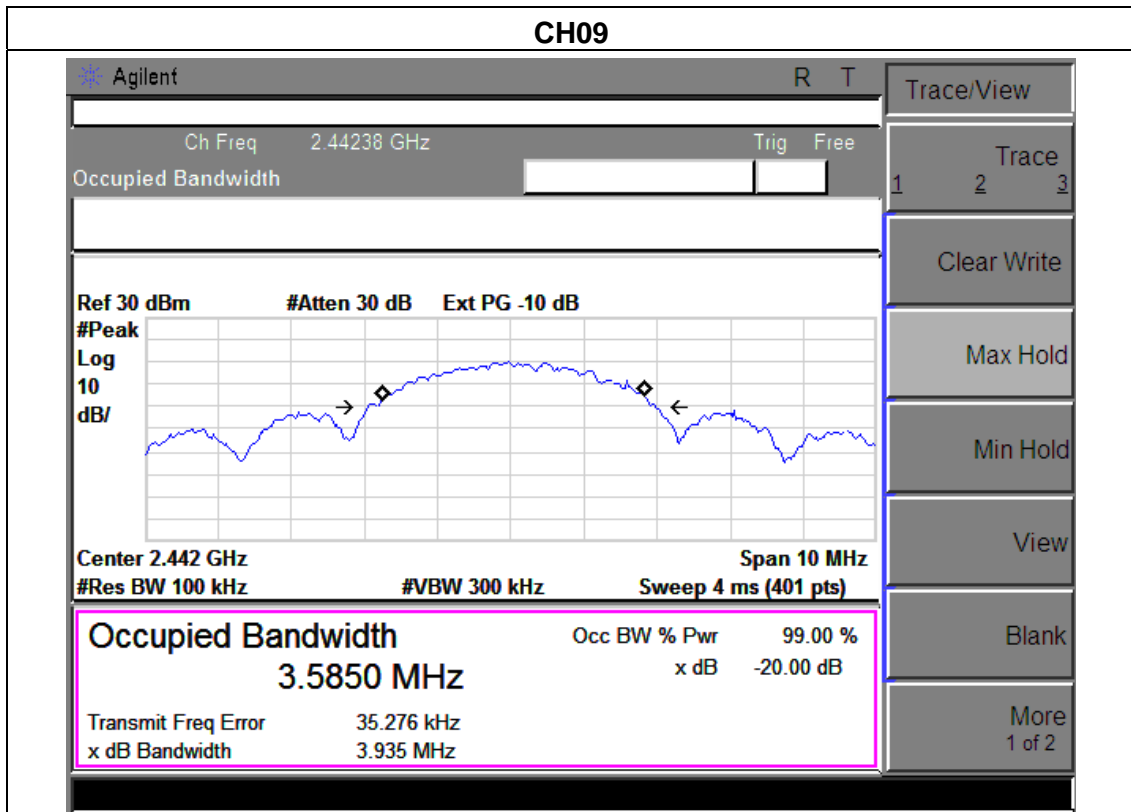 CH09
Agilent R T
Trace/View
Ch Freq 2.44238 GHz Trig Free
Occupied Bandwidth
Trace
1 2 3
Clear Write
Max Hold
Min Hold
View
Blank
More
1 of 2
Ref 30 dBm #Atten 30 dB Ext PG -10 dB
#Peak
Log
10
dB/
Center 2.442 GHz Span 10 MHz
#Res BW 100 kHz #VBW 300 kHz Sweep 4 ms (401 pts)
Occupied Bandwidth
3.5850 MHz
Occ BW % Pwr 99.00 %
x dB -20.00 dB
Transmit Freq Error 35.276 kHz
x dB Bandwidth 3.935 MHz